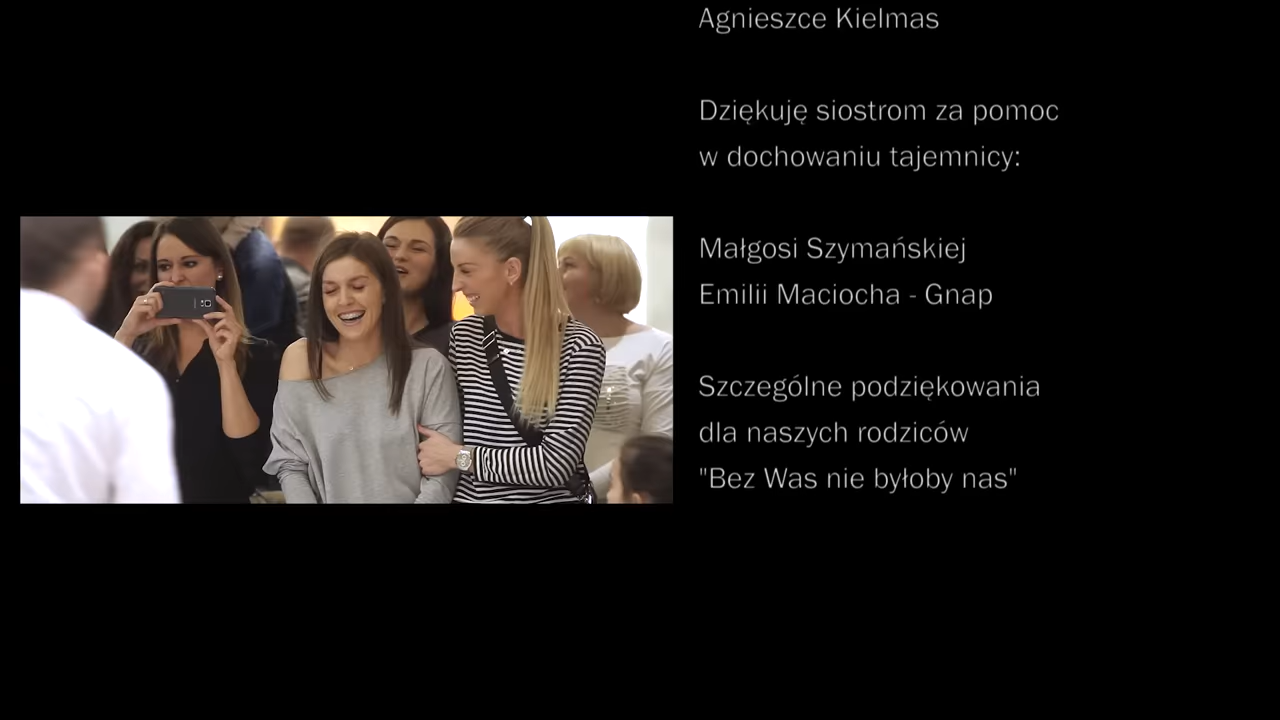 Agnieszce Kielmas
Dziękuję siostrom za pomoc
w dochowaniu tajemnicy:
Małgosi Szymańskiej
Emilii Maciocha - Gnap
Szczególne podziękowania
dla naszych rodziców
"Bez Was nie byłoby nas"